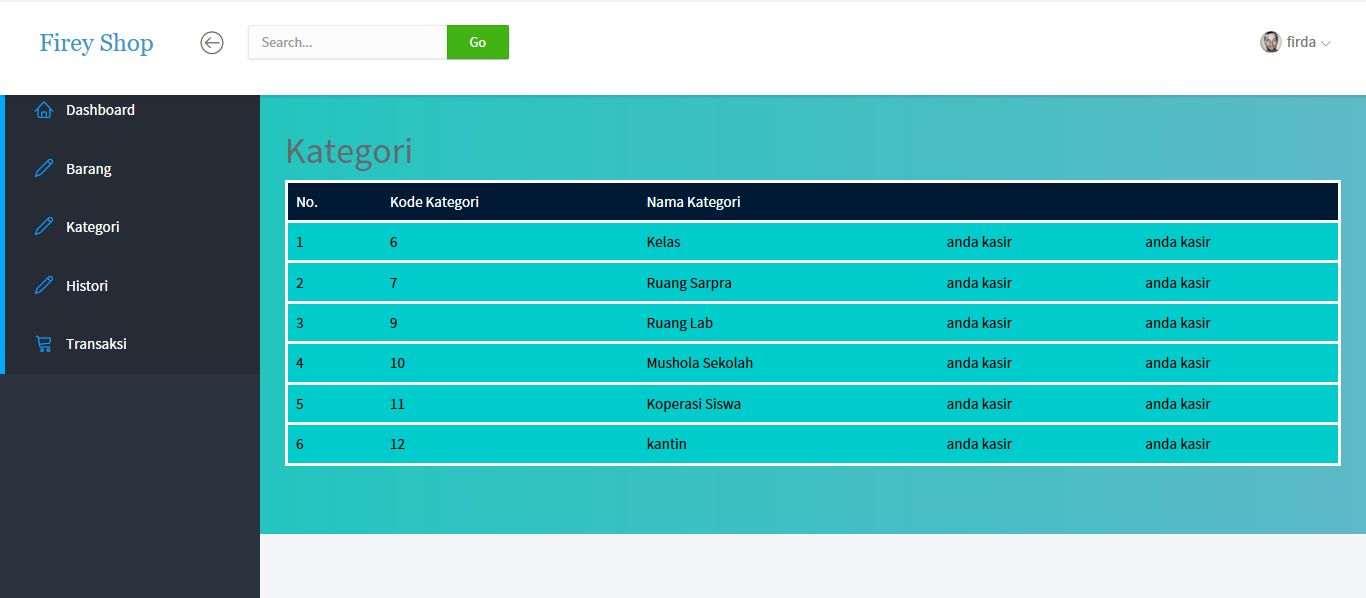 Firey Shop
Search...
Go
firda
Dashboard
Barang
Kategori
Histori
Transaksi
Kategori
No. Kode Kategori Nama Kategori
1 6 Kelas anda kasir anda kasir
2 7 Ruang Sarpra anda kasir anda kasir
3 9 Ruang Lab anda kasir anda kasir
4 10 Mushola Sekolah anda kasir anda kasir
5 11 Koperasi Siswa anda kasir anda kasir
6 12 kantin anda kasir anda kasir